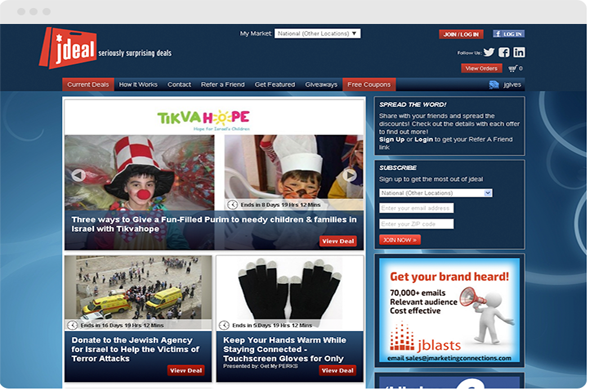 jdeal
seriously surprising deals
My Market: National (Other Locations)
JOIN / LOG IN
f LOG IN
Follow Us:
View Orders
0
Current Deals
How It Works
Contact
Refer a Friend
Get Featured
Giveaways
Free Coupons
jgives
TIKVA HOPE
Hope for Israel's Children
Ends in 8 Days 19 Hrs 12 Mins
Three ways to Give a Fun-Filled Purim to needy children & families in
Israel with Tikvahope
View Deal
Ends in 16 Days 19 Hrs 12 Mins
Donate to the Jewish Agency
for Israel to Help the Victims of
Terror Attacks
View Deal
Ends in 5 Days 19 Hrs 12 Mins
Keep Your Hands Warm While
Staying Connected -
Touchscreen Gloves for Only
Presented by: Get My PERKS
View Deal
SPREAD THE WORD!
Share with your friends and spread the
discounts! Check out the details with each offer
to find out more!
Sign Up or Login to get your Refer A Friend
link
SUBSCRIBE
Sign up to get the most out of jdeal
National (Other Locations)
Enter your email address
Enter your ZIP code
JOIN NOW »
Get your brand heard!
70,000+ emails
Relevant audience
Cost effective
jblasts
email sales@jmarketingconnections.com